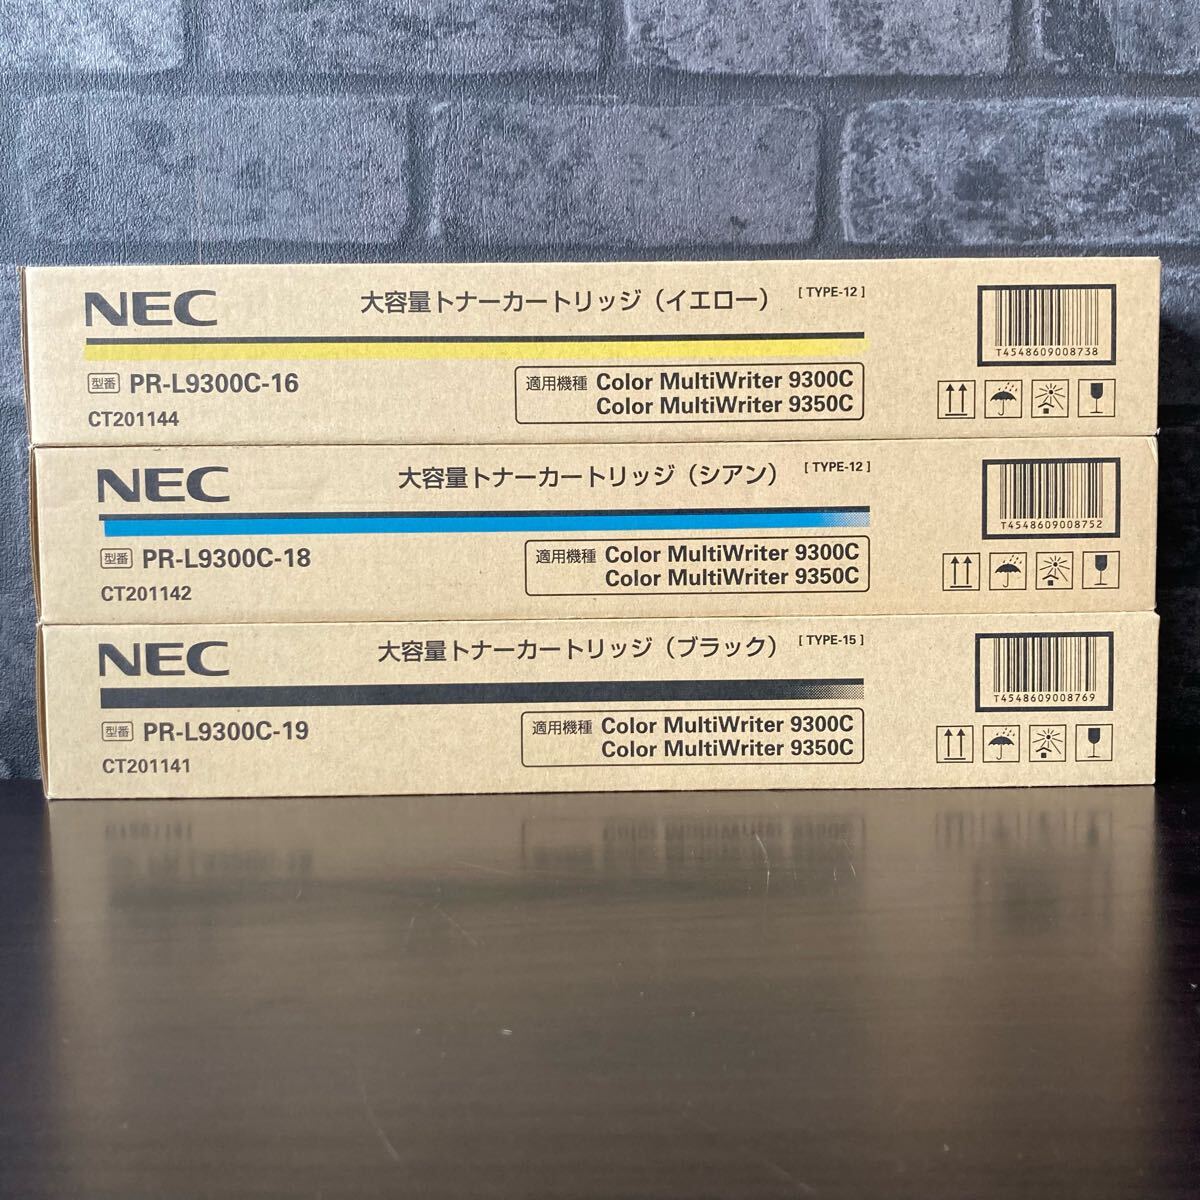 NEC
大容量トナーカートリッジ（イエロー） [ TYPE-12 ]
型番 PR-L9300C-16
CT201144
適用機種 Color MultiWriter 9300C
Color MultiWriter 9350C
T4548609008738
NEC
大容量トナーカートリッジ（シアン） [ TYPE-12 ]
型番 PR-L9300C-18
CT201142
適用機種 Color MultiWriter 9300C
Color MultiWriter 9350C
T4548609008752
NEC
大容量トナーカートリッジ（ブラック） [ TYPE-15 ]
型番 PR-L9300C-19
CT201141
適用機種 Color MultiWriter 9300C
Color MultiWriter 9350C
T4548609008769